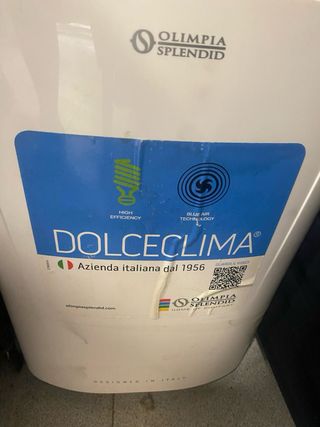 OLIMPIA
SPLENDID
HIGH
EFFICIENCY
BLUE AIR
TECHNOLOGY
DOLCECLIMA®
Azienda italiana dal 1956
olimpiasplendid.com
OLIMPIA
SPLENDID
DESIGNED IN ITALY